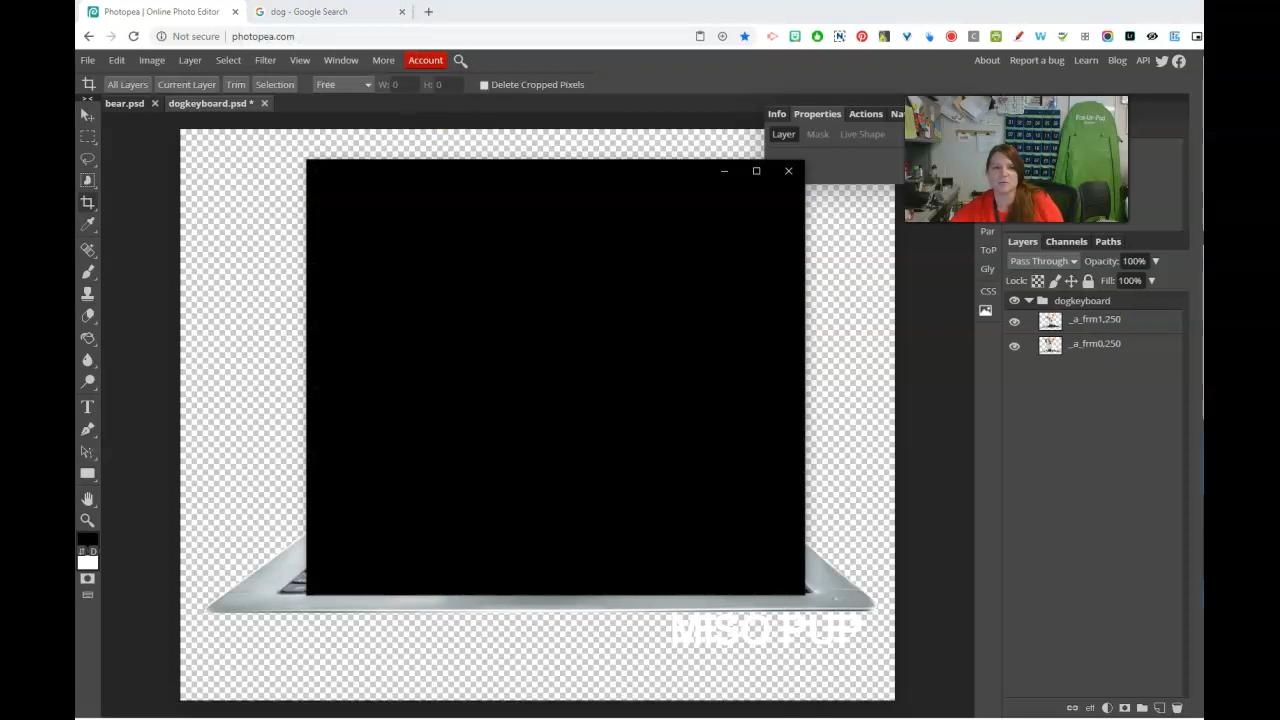 Photopea | Online Photo Editor
dog - Google Search
Not secure
photopea.com
File Edit Image Layer Select Filter View Window More Account
About Report a bug Learn Blog API
All Layers Current Layer Trim Selection Free W: 0 H: 0 Delete Cropped Pixels
bear.psd
dogkeyboard.psd *
Info Properties Actions Na
Layer Mask Live Shape
Par
ToP
Gly
CSS
Layers Channels Paths
Pass Through Opacity: 100%
Lock: Fill: 100%
dogkeyboard
_a_frm1,250
_a_frm0,250
MISO PUP
eff